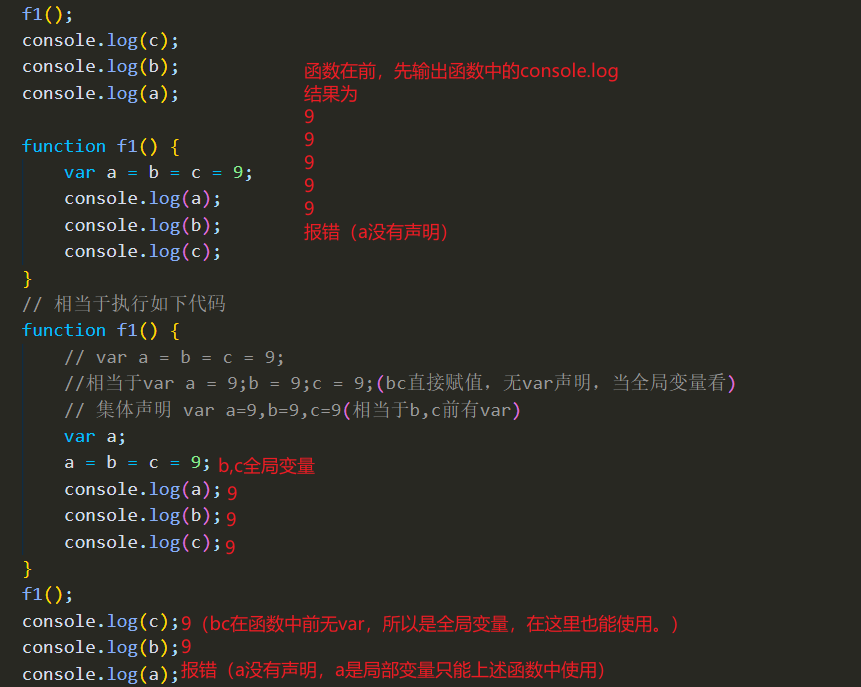 f1();
console.log(c);
console.log(b);
函数在前，先输出函数中的console.log
console.log(a);
结果为
9
9
function f1() {
9
var a = b = c = 9;
9
console.log(a);
9
console.log(b);
报错（a没有声明）
console.log(c);
}
// 相当于执行如下代码
function f1() {
// var a = b = c = 9;
//相当于var a = 9;b = 9;c = 9;(bc直接赋值，无var声明，当全局变量看)
// 集体声明 var a=9,b=9,c=9(相当于b,c前有var)
var a;
a = b = c = 9; b,c全局变量
console.log(a); 9
console.log(b); 9
console.log(c); 9
}
f1();
console.log(c);9（bc在函数中前无var，所以是全局变量，在这里也能使用。）
console.log(b);9
console.log(a);报错（a没有声明，a是局部变量只能上述函数中使用）